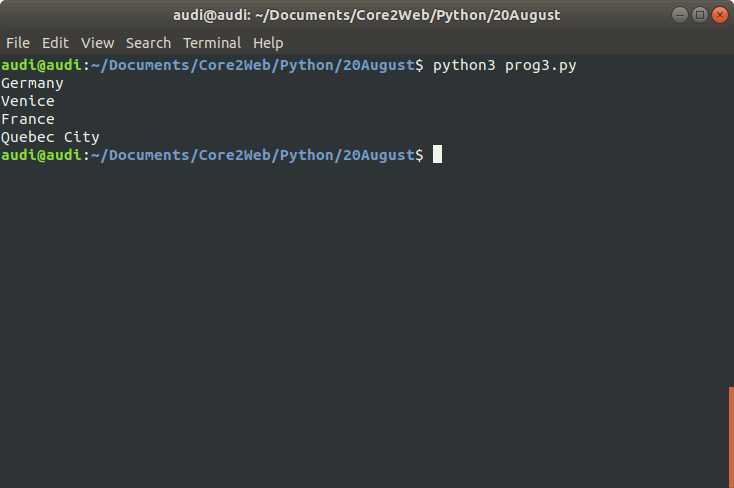 audi@audi: ~/Documents/Core2Web/Python/20August
File Edit View Search Terminal Help
audi@audi:~/Documents/Core2Web/Python/20August$ python3 prog3.py
Germany
Venice
France
Quebec City
audi@audi:~/Documents/Core2Web/Python/20August$